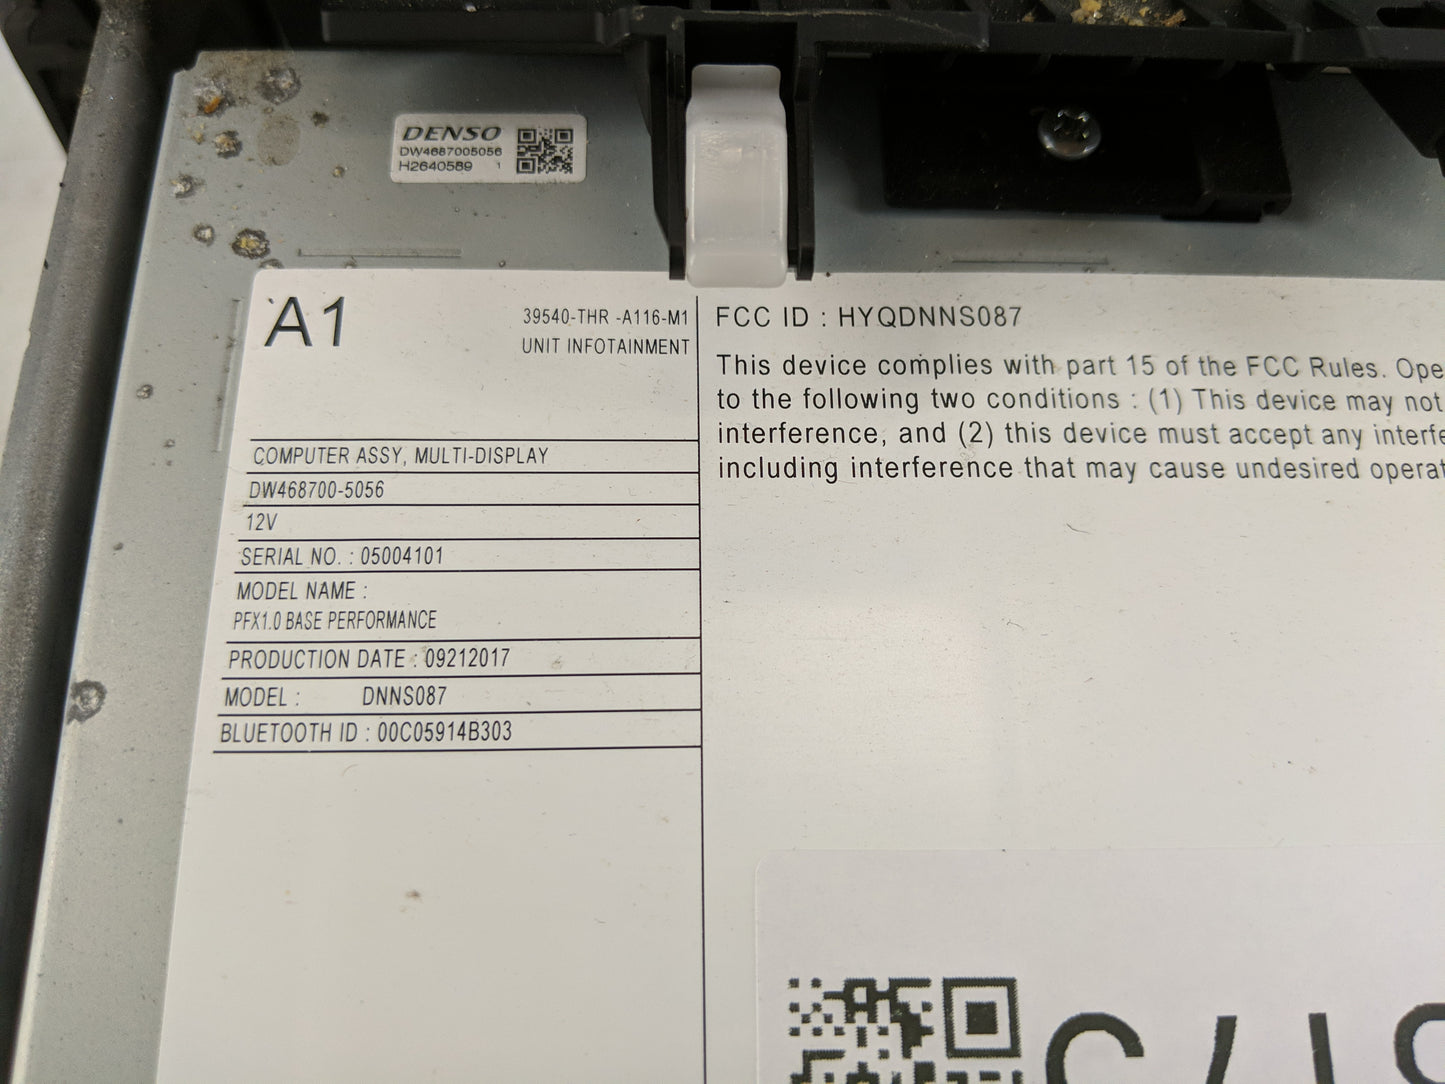 DENSO
DW4687005056
H2640589 1
A1
39540-THR -A116-M1
UNIT INFOTAINMENT
COMPUTER ASSY, MULTI-DISPLAY
DW468700-5056
12V
SERIAL NO. : 05004101
MODEL NAME :
PFX1.0 BASE PERFORMANCE
PRODUCTION DATE : 09212017
MODEL : DNNS087
BLUETOOTH ID : 00C05914B303
FCC ID : HYQDNNS087
This device complies with part 15 of the FCC Rules. Ope
to the following two conditions : (1) This device may not
interference, and (2) this device must accept any interfe
including interference that may cause undesired operat